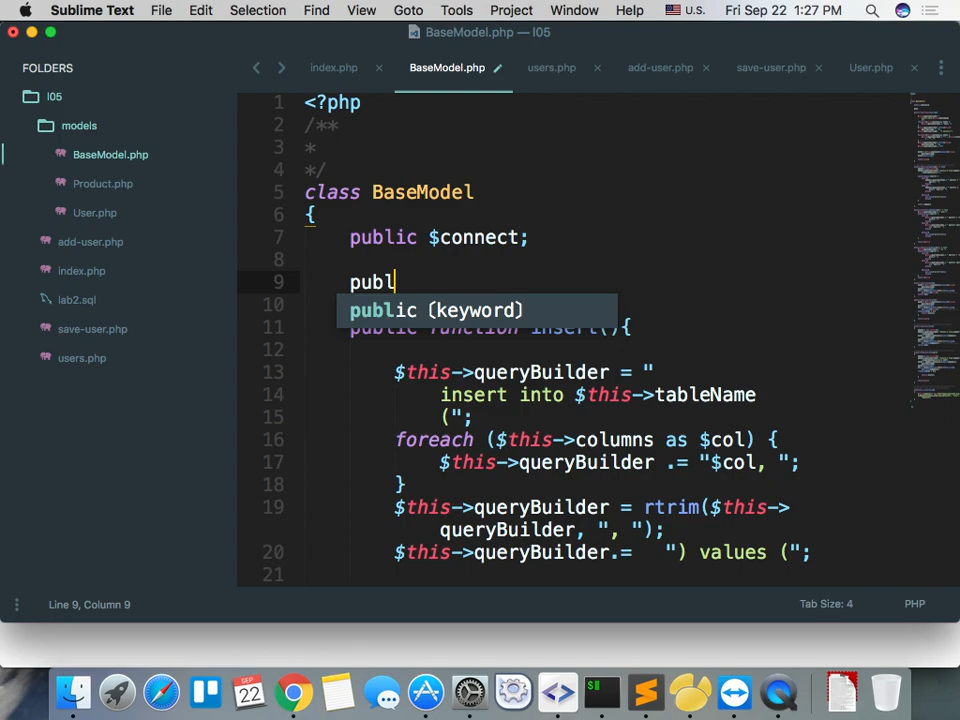 Sublime Text File Edit Selection Find View Goto Tools Project Window Help U.S. Fri Sep 22 1:27 PM
BaseModel.php — l05
FOLDERS
l05
models
BaseModel.php
Product.php
User.php
add-user.php
index.php
lab2.sql
save-user.php
users.php
index.php × BaseModel.php users.php × add-user.php × save-user.php × User.php ×
1 <?php
2 /**
3 *
4 */
5 class BaseModel
6 {
7 public $connect;
8
9 publ
10 public (keyword)
11 public function insert(){
12
13 $this->queryBuilder = "
14 insert into $this->tableName
15 (";
16 foreach ($this->columns as $col) {
17 $this->queryBuilder .= "$col, ";
18 }
19 $this->queryBuilder = rtrim($this->
queryBuilder, ", ");
20 $this->queryBuilder.= ") values (";
21
Line 9, Column 9 Tab Size: 4 PHP
22